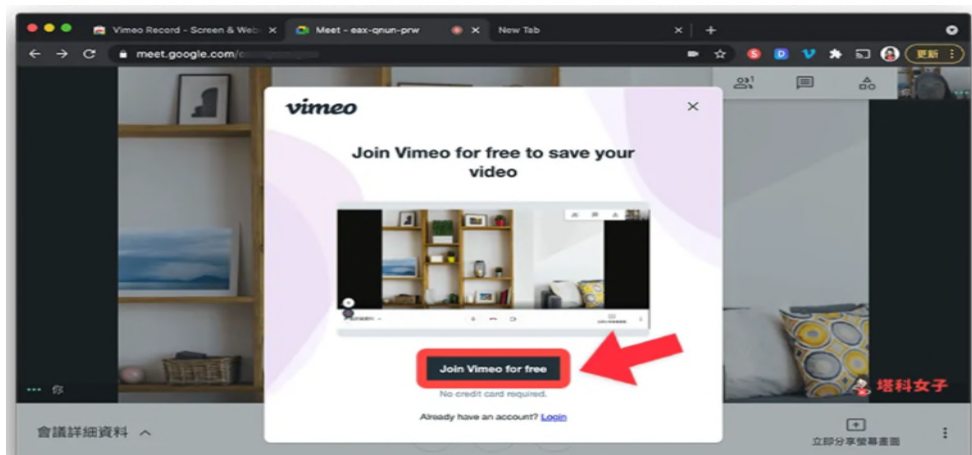 Vimeo Record - Screen & Web
Meet - eax-qnun-prw
New Tab
meet.google.com/
更新
vimeo
Join Vimeo for free to save your
video
Join Vimeo for free
No credit card required.
Already have an account? Login
你
塔科女子
會議詳細資料
立即分享螢幕畫面